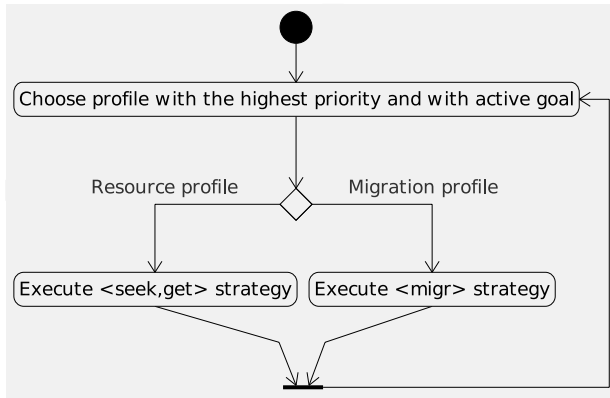 Choose profile with the highest priority and with active goal
Resource profile
Migration profile
Execute <seek,get> strategy
Execute <migr> strategy